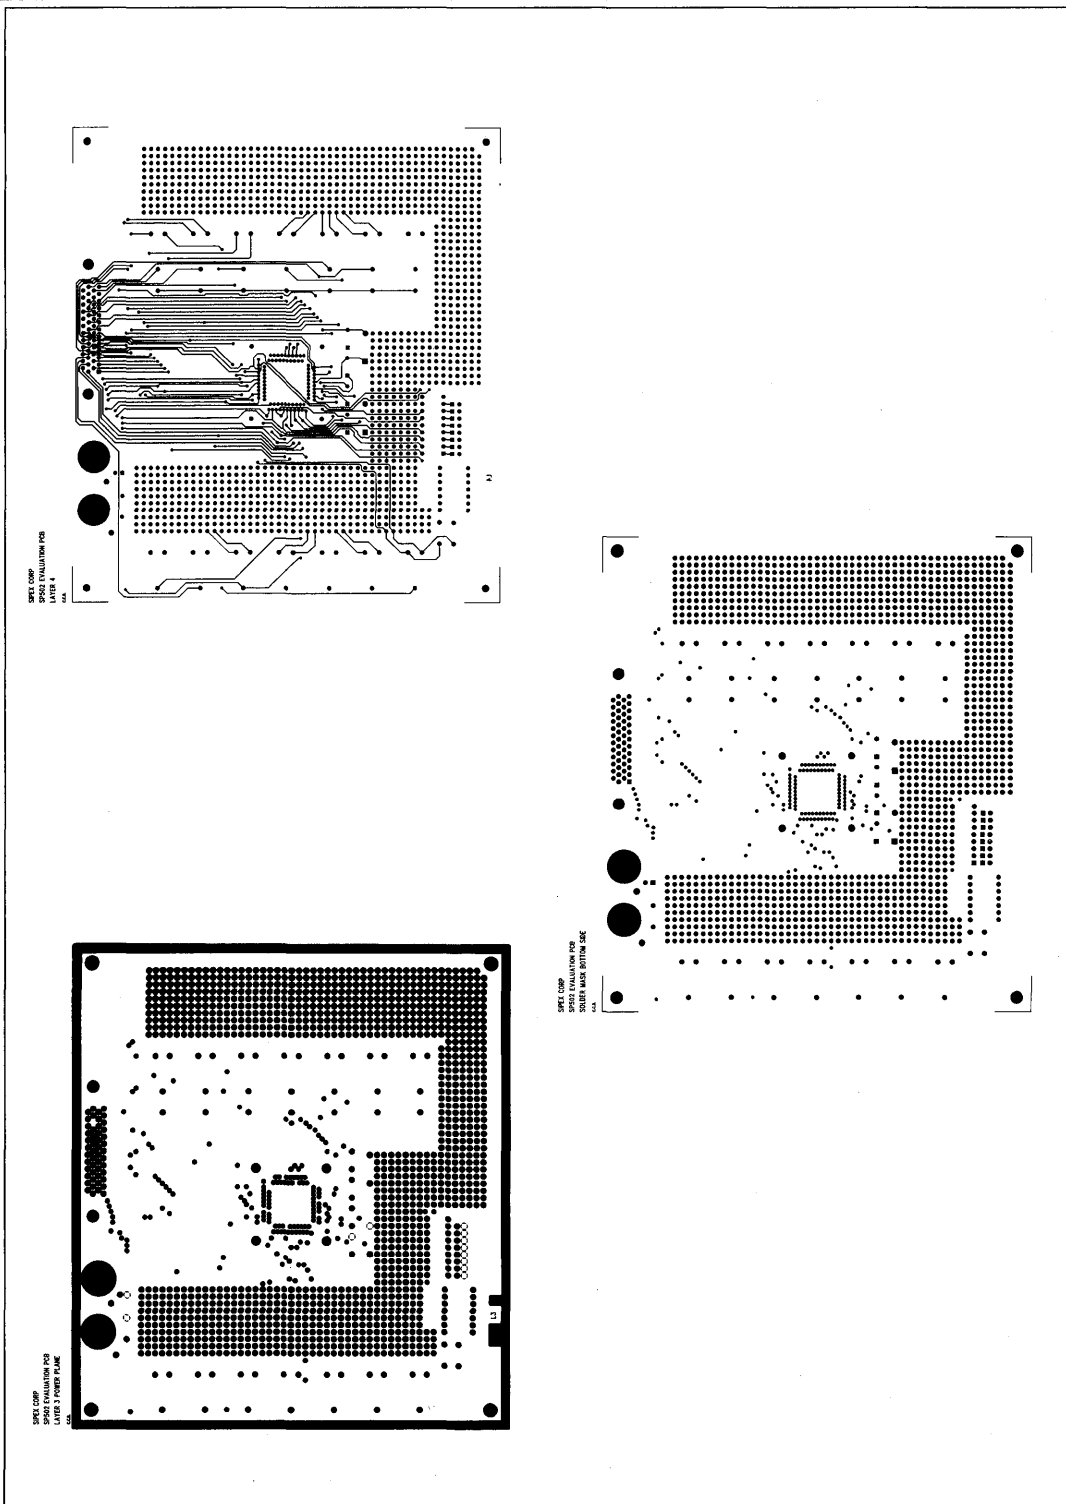 SIPEX CORP
SP502 EVALUATION PCB
LAYER 4
SIPEX CORP
SP502 EVALUATION PCB
SOLDER MASK BOTTOM SIDE
SIPEX CORP
SP502 EVALUATION PCB
LAYER 3 POWER PLANE
L3